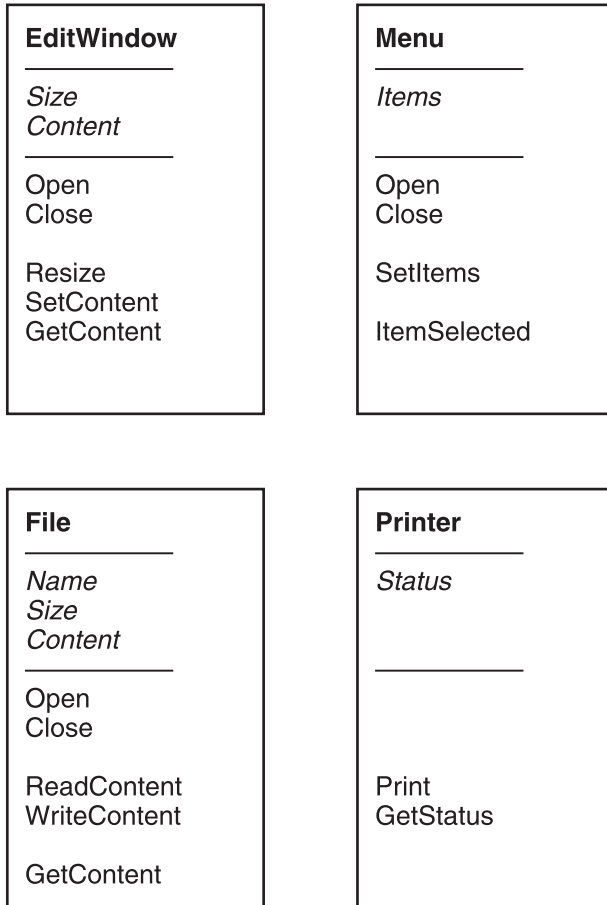 EditWindow
Size
Content
Open
Close
Resize
SetContent
GetContent
Menu
Items
Open
Close
SetItems
ItemSelected
File
Name
Size
Content
Open
Close
ReadContent
WriteContent
GetContent
Printer
Status
Print
GetStatus